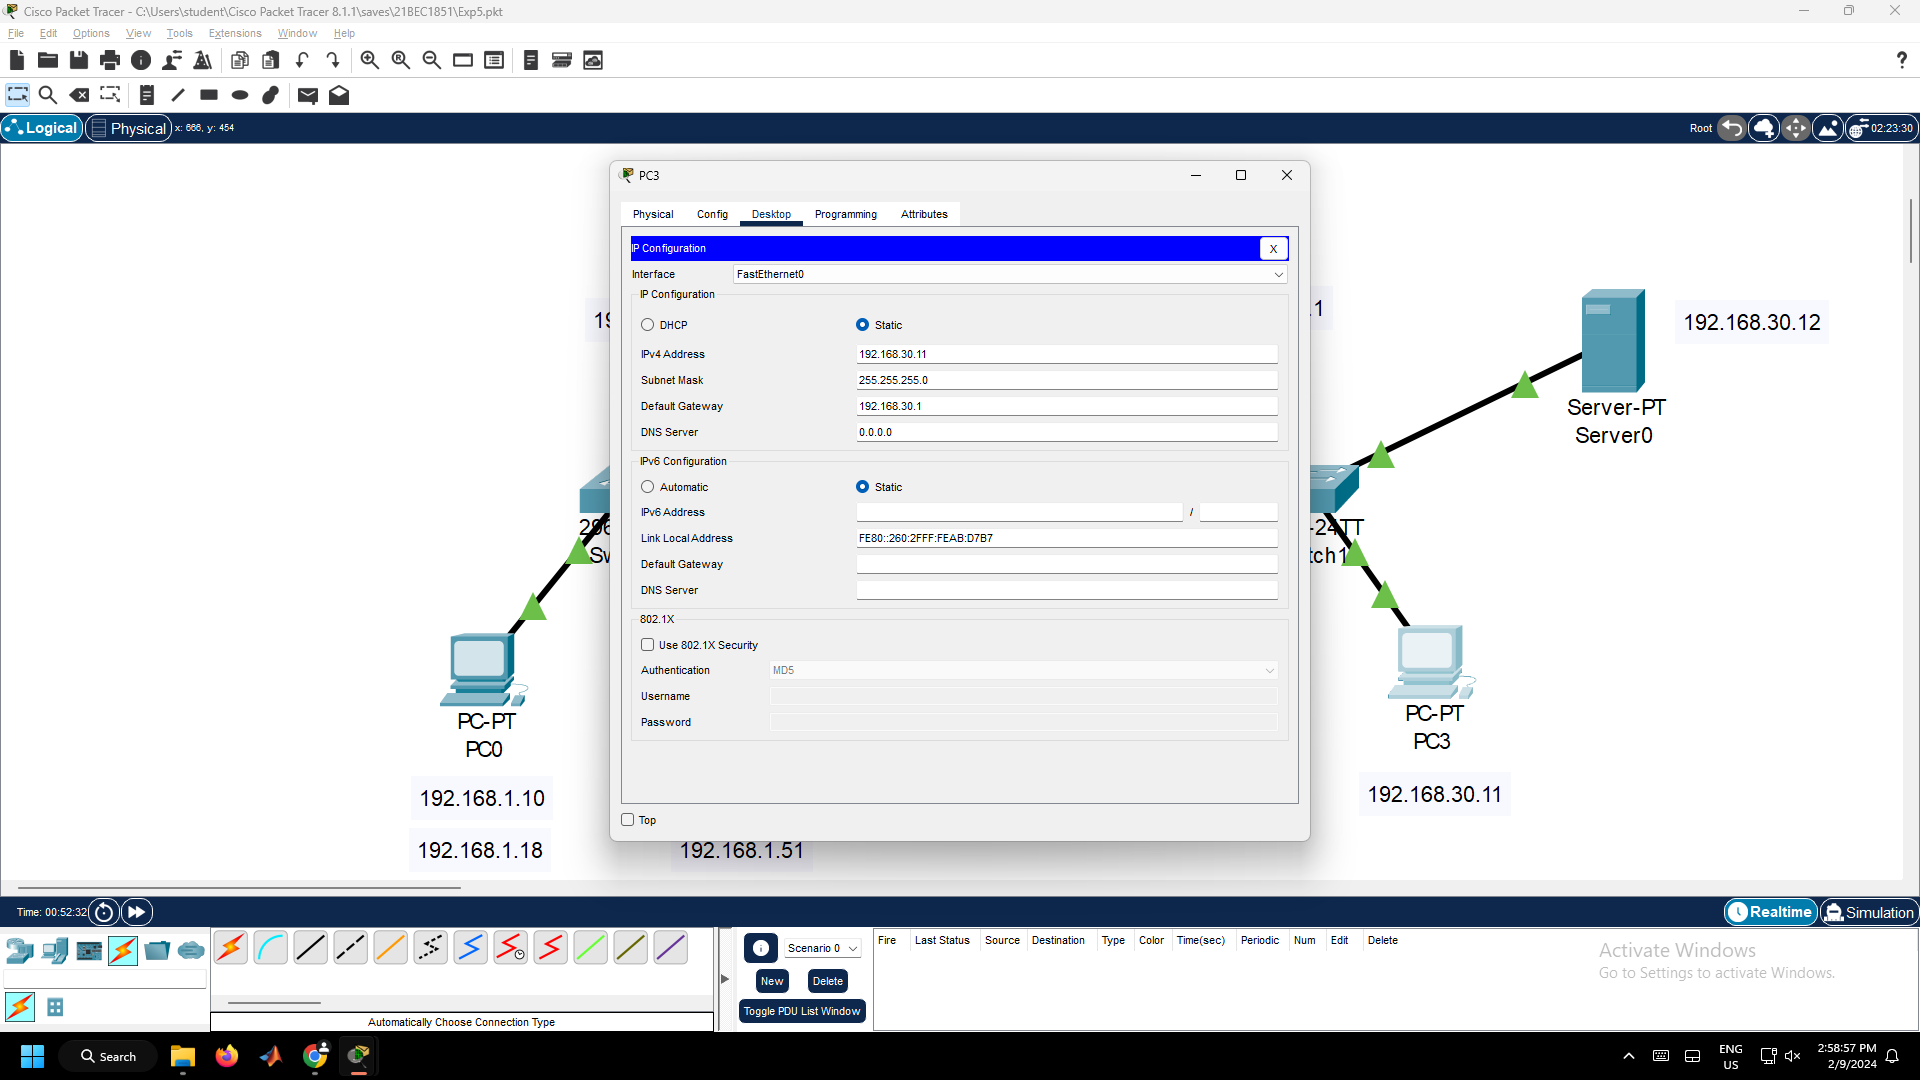 Cisco Packet Tracer - C:\Users\student\Cisco Packet Tracer 8.1.1\saves\21BEC1851\Exp5.pkt
File Edit Options View Tools Extensions Window Help
?
Logical Physical x: 666, y: 454
Root 02:23:30
PC3
Physical Config Desktop Programming Attributes
IP Configuration X
Interface FastEthernet0
IP Configuration
DHCP Static
IPv4 Address 192.168.30.11
Subnet Mask 255.255.255.0
Default Gateway 192.168.30.1
DNS Server 0.0.0.0
IPv6 Configuration
Automatic Static
IPv6 Address /
Link Local Address FE80::260:2FFF:FEAB:D7B7
Default Gateway
DNS Server
802.1X
Use 802.1X Security
Authentication MD5
Username
Password
Top
19
.1
192.168.30.12
Server-PT
Server0
296
Sw
-24TT
tch1
PC-PT
PC0
192.168.1.10
192.168.1.18
192.168.1.51
PC-PT
PC3
192.168.30.11
Time: 00:52:32
Realtime Simulation
Scenario 0
New Delete
Toggle PDU List Window
Fire Last Status Source Destination Type Color Time(sec) Periodic Num Edit Delete
Activate Windows
Go to Settings to activate Windows.
Automatically Choose Connection Type
Search
ENG
US
2:58:57 PM
2/9/2024